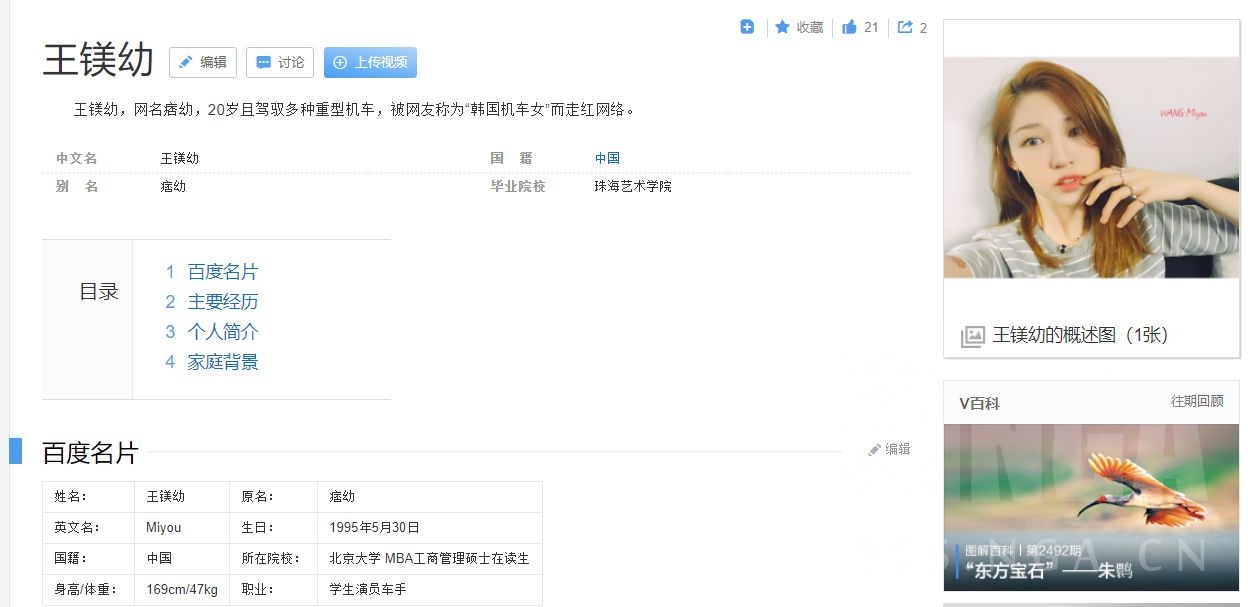 收藏
21
2
王镁幼
编辑
讨论
上传视频
王镁幼，网名痞幼，20岁且驾驭多种重型机车，被网友称为“韩国机车女”而走红网络。
中文名 王镁幼 国 籍 中国
别 名 痞幼 毕业院校 珠海艺术学院
目录
1 百度名片
2 主要经历
3 个人简介
4 家庭背景
百度名片
编辑
姓名： 王镁幼 原名： 痞幼
英文名： Miyou 生日： 1995年5月30日
国籍： 中国 所在院校： 北京大学 MBA工商管理硕士在读生
身高/体重： 169cm/47kg 职业： 学生演员车手
WANGMiyou
王镁幼的概述图（1张）
V百科
往期回顾
图解百科 | 第2492期
“东方宝石”——朱鹮